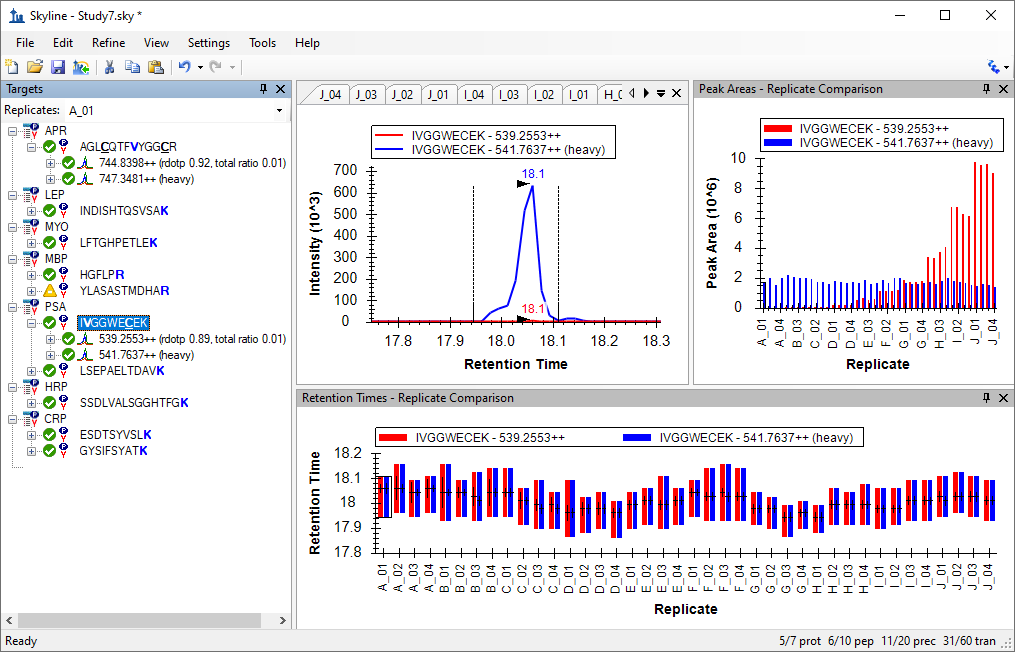 Skyline - Study7.sky *
File Edit Refine View Settings Tools Help
Targets
Replicates: A_01
APR
AGLCQTFVYGGCR
744.8398++ (rdotp 0.92, total ratio 0.01)
747.3481++ (heavy)
LEP
INDISHTQSVSAK
MYO
LFTGHPETLEK
MBP
HGFLPR
YLASASTMDHAR
PSA
IVGGWECEK
539.2553++ (rdotp 0.89, total ratio 0.01)
541.7637++ (heavy)
LSEPAELTDAVK
HRP
SSDLVALSGGHTFGK
CRP
ESDTSYVSLK
GYSIFSYATK
J_04 J_03 J_02 J_01 I_04 I_03 I_02 I_01 H_0
IVGGWECEK - 539.2553++
IVGGWECEK - 541.7637++ (heavy)
Intensity (10^3)
700
600
500
400
300
200
100
0
18.1
18.1
17.8 17.9 18.0 18.1 18.2 18.3
Retention Time
Peak Areas - Replicate Comparison
IVGGWECEK - 539.2553++
IVGGWECEK - 541.7637++ (heavy)
Peak Area (10^6)
10
8
6
4
2
0
A_01 A_04 B_03 C_02 D_01 D_04 E_03 F_02 G_01 G_04 H_03 I_02 J_01 J_04
Replicate
Retention Times - Replicate Comparison
IVGGWECEK - 539.2553++ IVGGWECEK - 541.7637++ (heavy)
Retention Time
18.2
18.1
18
17.9
17.8
A_01 A_02 A_03 A_04 B_01 B_02 B_03 B_04 C_01 C_02 C_03 C_04 D_01 D_02 D_03 D_04 E_01 E_02 E_03 E_04 F_01 F_02 F_03 F_04 G_01 G_02 G_03 G_04 H_01 H_02 H_03 H_04 I_01 I_02 I_03 I_04 J_01 J_02 J_03 J_04
Replicate
Ready
5/7 prot 6/10 pep 11/20 prec 31/60 tran